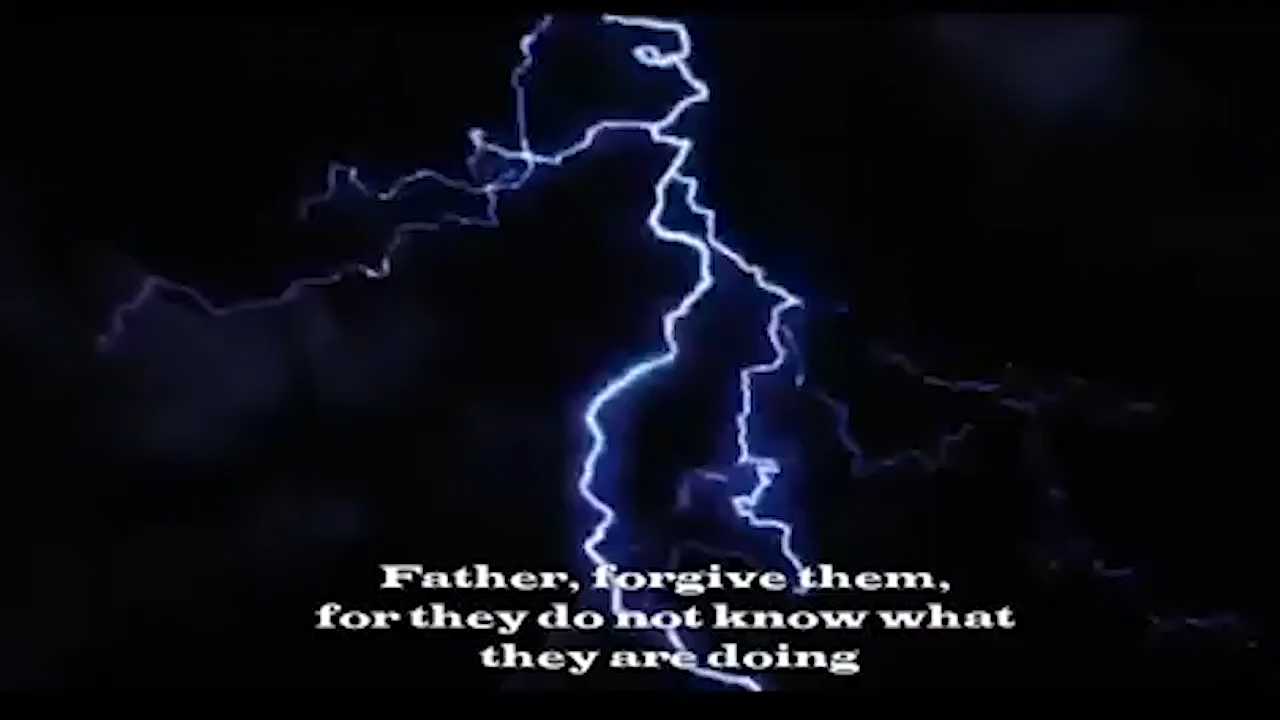 Father, forgive them,
for they do not know what
they are doing